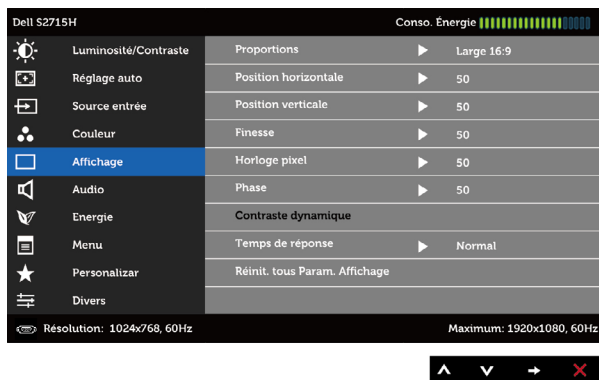 Dell S2715H Conso. Énergie
Luminosité/Contraste Proportions Large 16:9
Réglage auto Position horizontale 50
Source entrée Position verticale 50
Couleur Finesse 50
Affichage Horloge pixel 50
Audio Phase 50
Energie Contraste dynamique
Menu Temps de réponse Normal
Personalizar Réinit. tous Param. Affichage
Divers
Résolution: 1024x768, 60Hz Maximum: 1920x1080, 60Hz